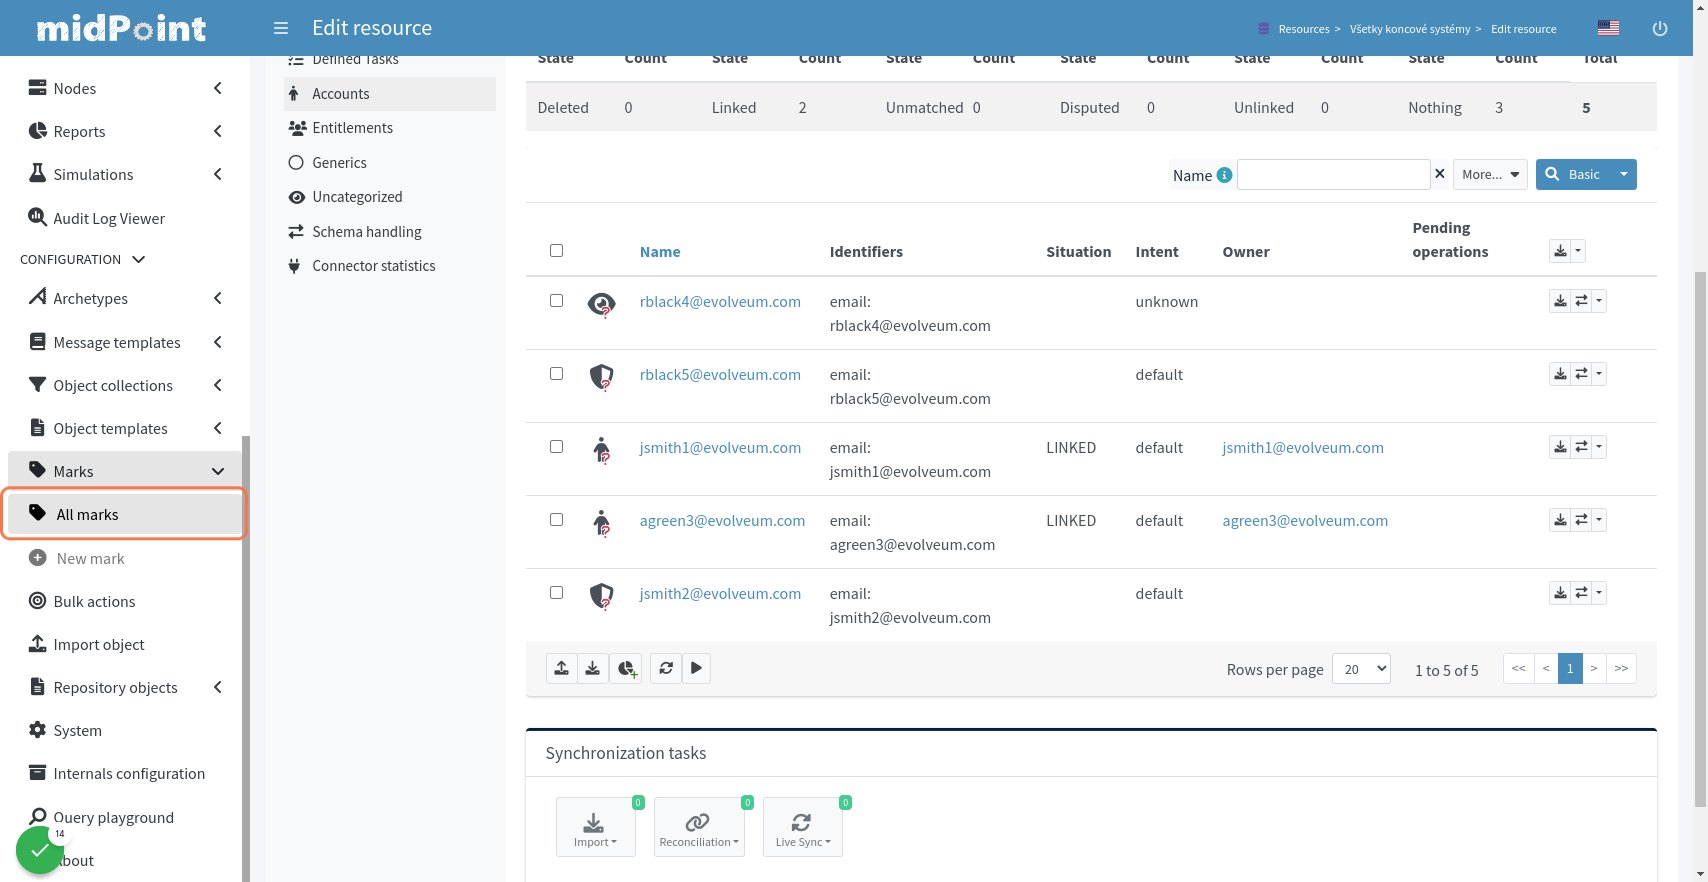 midPoint
Edit resource
Resources > Všetky koncové systémy > Edit resource
Nodes
Reports
Simulations
Audit Log Viewer
CONFIGURATION
Archetypes
Message templates
Object collections
Object templates
Marks
All marks
New mark
Bulk actions
Import object
Repository objects
System
Internals configuration
Query playground
14
About
Defined Tasks
Accounts
Entitlements
Generics
Uncategorized
Schema handling
Connector statistics
State Count State Count State Count State Count State Count State Count Total
Deleted 0 Linked 2 Unmatched 0 Disputed 0 Unlinked 0 Nothing 3 5
Name More... Basic
Pending
Name Identifiers Situation Intent Owner operations
rblack4@evolveum.com email: unknown
rblack4@evolveum.com
rblack5@evolveum.com email: default
rblack5@evolveum.com
jsmith1@evolveum.com email: LINKED default jsmith1@evolveum.com
jsmith1@evolveum.com
agreen3@evolveum.com email: LINKED default agreen3@evolveum.com
agreen3@evolveum.com
jsmith2@evolveum.com email: default
jsmith2@evolveum.com
Rows per page 20 1 to 5 of 5 << < 1 > >>
Synchronization tasks
0 0 0
Import Reconciliation Live Sync